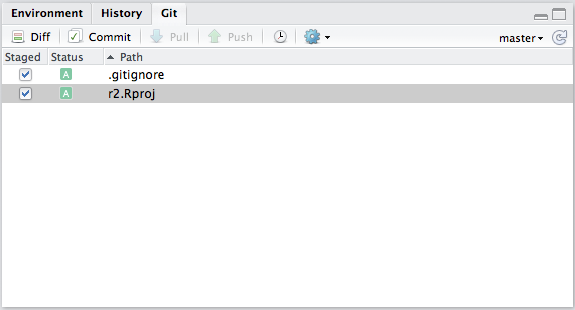 Environment History Git
Diff Commit Pull Push master
Staged Status Path
A .gitignore
A r2.Rproj